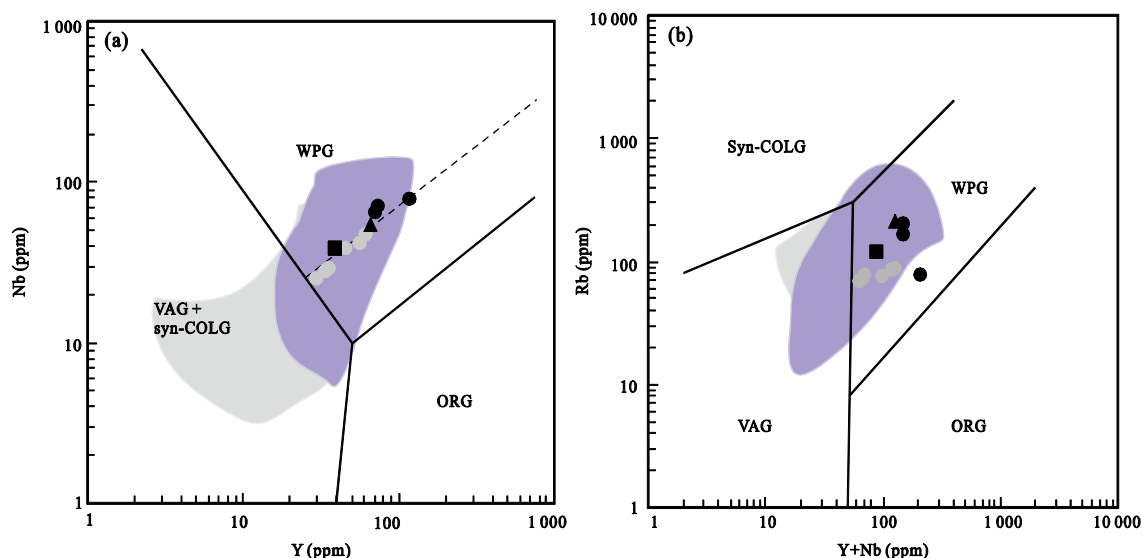 (a)
1 000
100
10
1
Nb (ppm)
WPG
VAG +
syn-COLG
ORG
1
10
100
1 000
Y (ppm)
(b)
10 000
1 000
100
10
1
Rb (ppm)
Syn-COLG
WPG
VAG
ORG
1
10
100
1 000
10 000
Y+Nb (ppm)